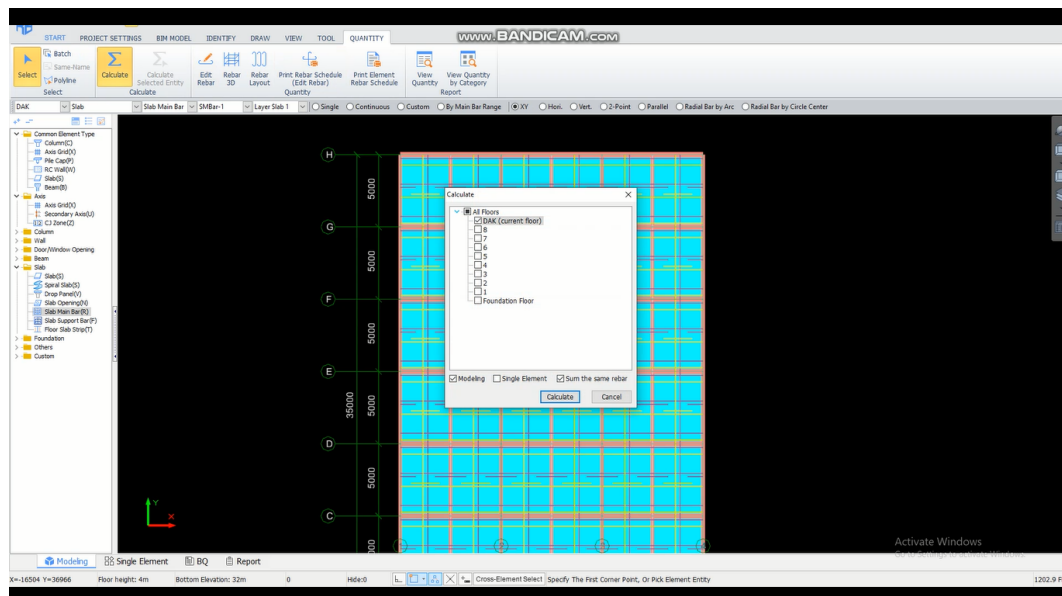 www.BANDICAM.com
START PROJECT SETTINGS BIM MODEL IDENTIFY DRAW VIEW TOOL QUANTITY
Select
Batch
Same-Name
Polyline
Select
Calculate
Calculate Selected Entity
Calculate
Edit Rebar
Rebar 3D
Rebar Layout
Print Rebar Schedule (Edit Rebar)
Print Element Rebar Schedule
Quantity
View Quantity
View Quantity by Category
Report
DAK Slab Slab Main Bar SMBar-1 Layer Slab 1 Single Continuous Custom By Main Bar Range XY Hori. Vert. 2-Point Parallel Radial Bar by Arc Radial Bar by Circle Center
Common Element Type
Column(C)
Axis Grid(X)
Pile Cap(P)
RC Wall(W)
Slab(S)
Beam(B)
Axis
Axis Grid(X)
Secondary Axis(U)
CJ Zone(Z)
Column
Wall
Door/Window Opening
Beam
Slab
Slab(S)
Spiral Slab(S)
Drop Panel(V)
Slab Opening(N)
Slab Main Bar(R)
Slab Support Bar(F)
Floor Slab Strip(T)
Foundation
Others
Custom
H
5000
G
5000
F
5000
E
35000
5000
D
5000
C
Y
X
Calculate
All Floors
DAK (current floor)
8
7
6
5
4
3
2
1
Foundation Floor
Modeling Single Element Sum the same rebar
Calculate Cancel
Activate Windows
Modeling Single Element BQ Report
X=-16504 Y=36966 Floor height: 4m Bottom Elevation: 32m 0 Hide:0 Cross-Element Select Specify The First Corner Point, Or Pick Element Entity 1202.9